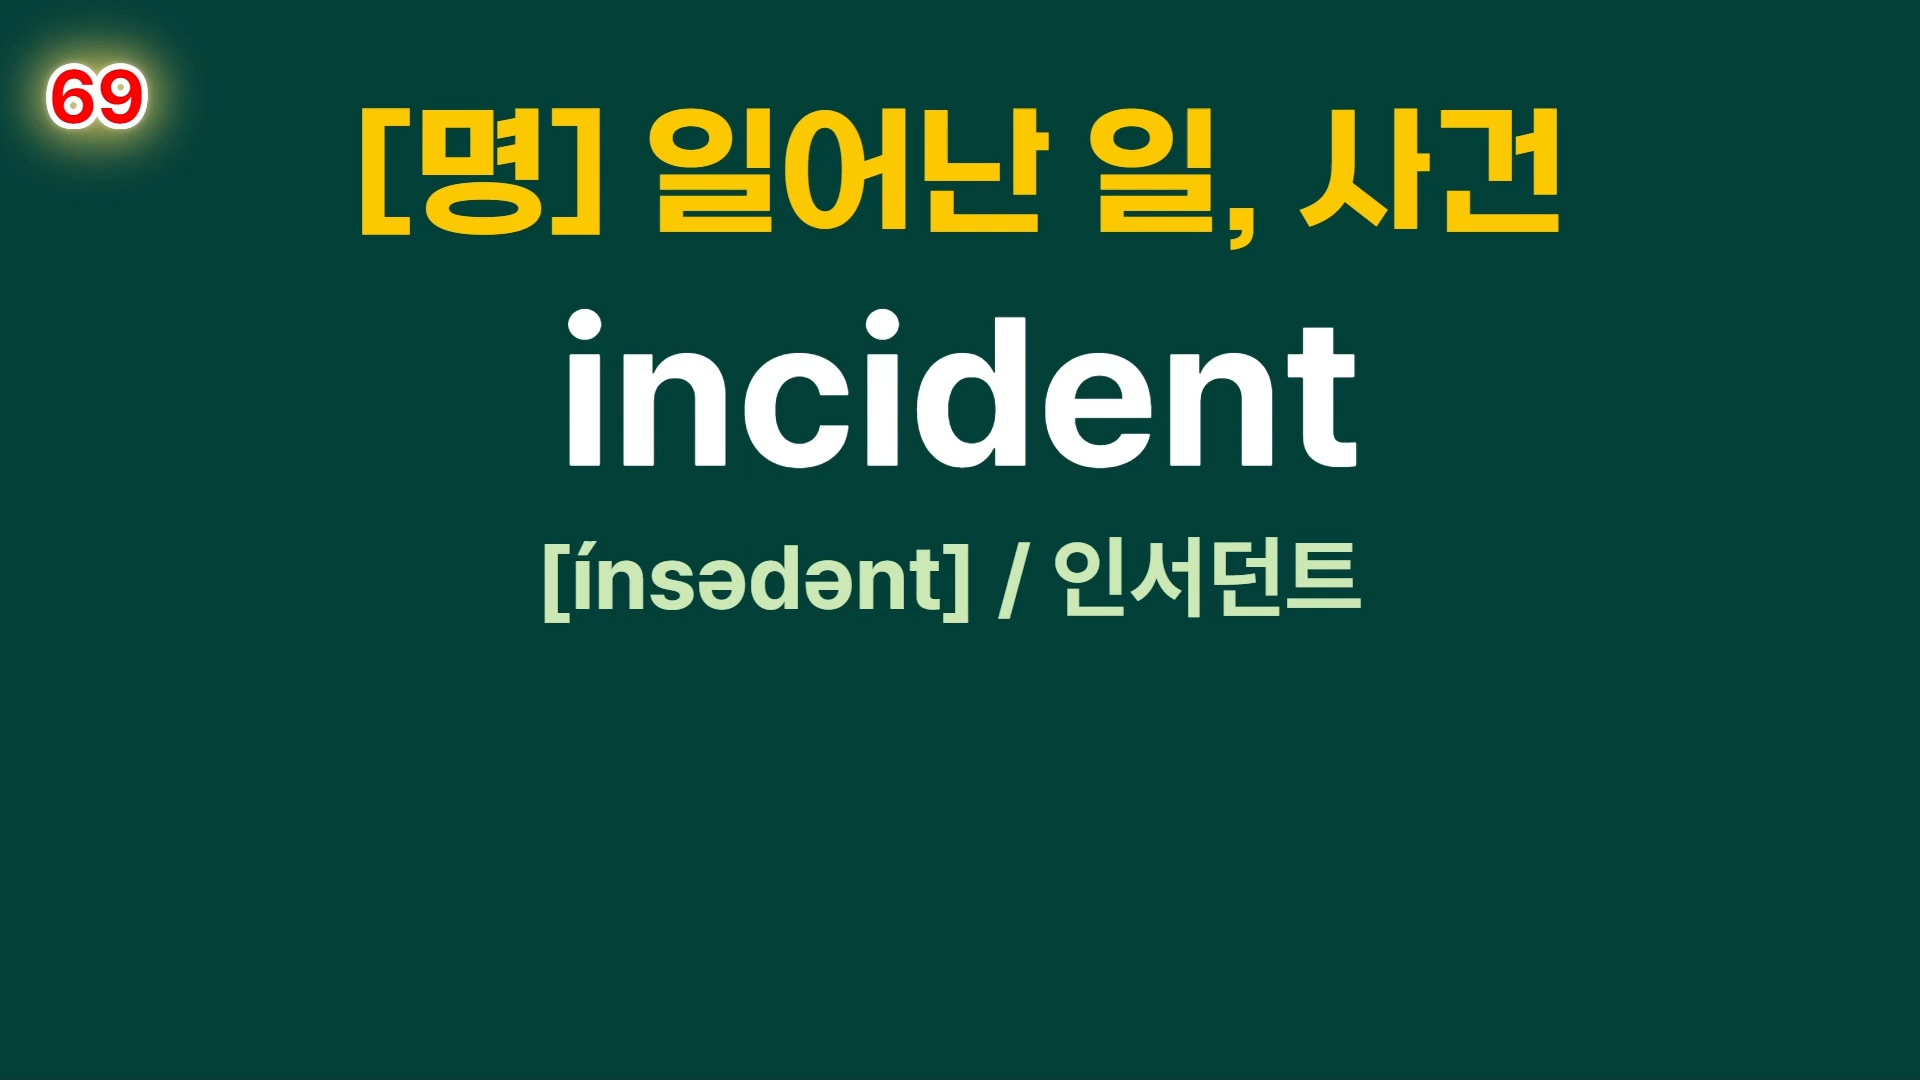 69
[명] 일어난 일, 사건
incident
[ínsədənt] / 인서던트